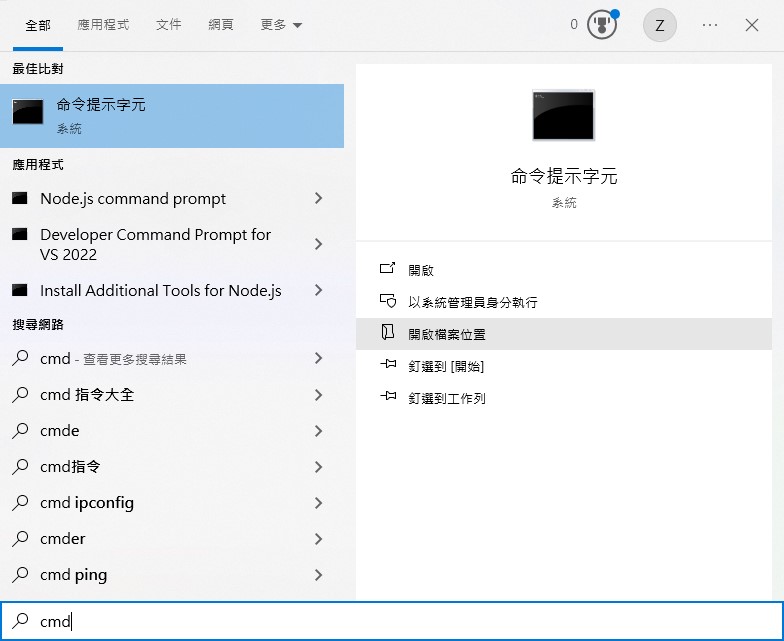 全部 應用程式 文件 網頁 更多 0 Z
最佳比對
命令提示字元
系統
應用程式
Node.js command prompt
Developer Command Prompt for
VS 2022
Install Additional Tools for Node.js
搜尋網路
cmd - 查看更多搜尋結果
cmd 指令大全
cmde
cmd指令
cmd ipconfig
cmder
cmd ping
命令提示字元
系統
開啟
以系統管理員身分執行
開啟檔案位置
釘選到 [開始]
釘選到工作列
cmd